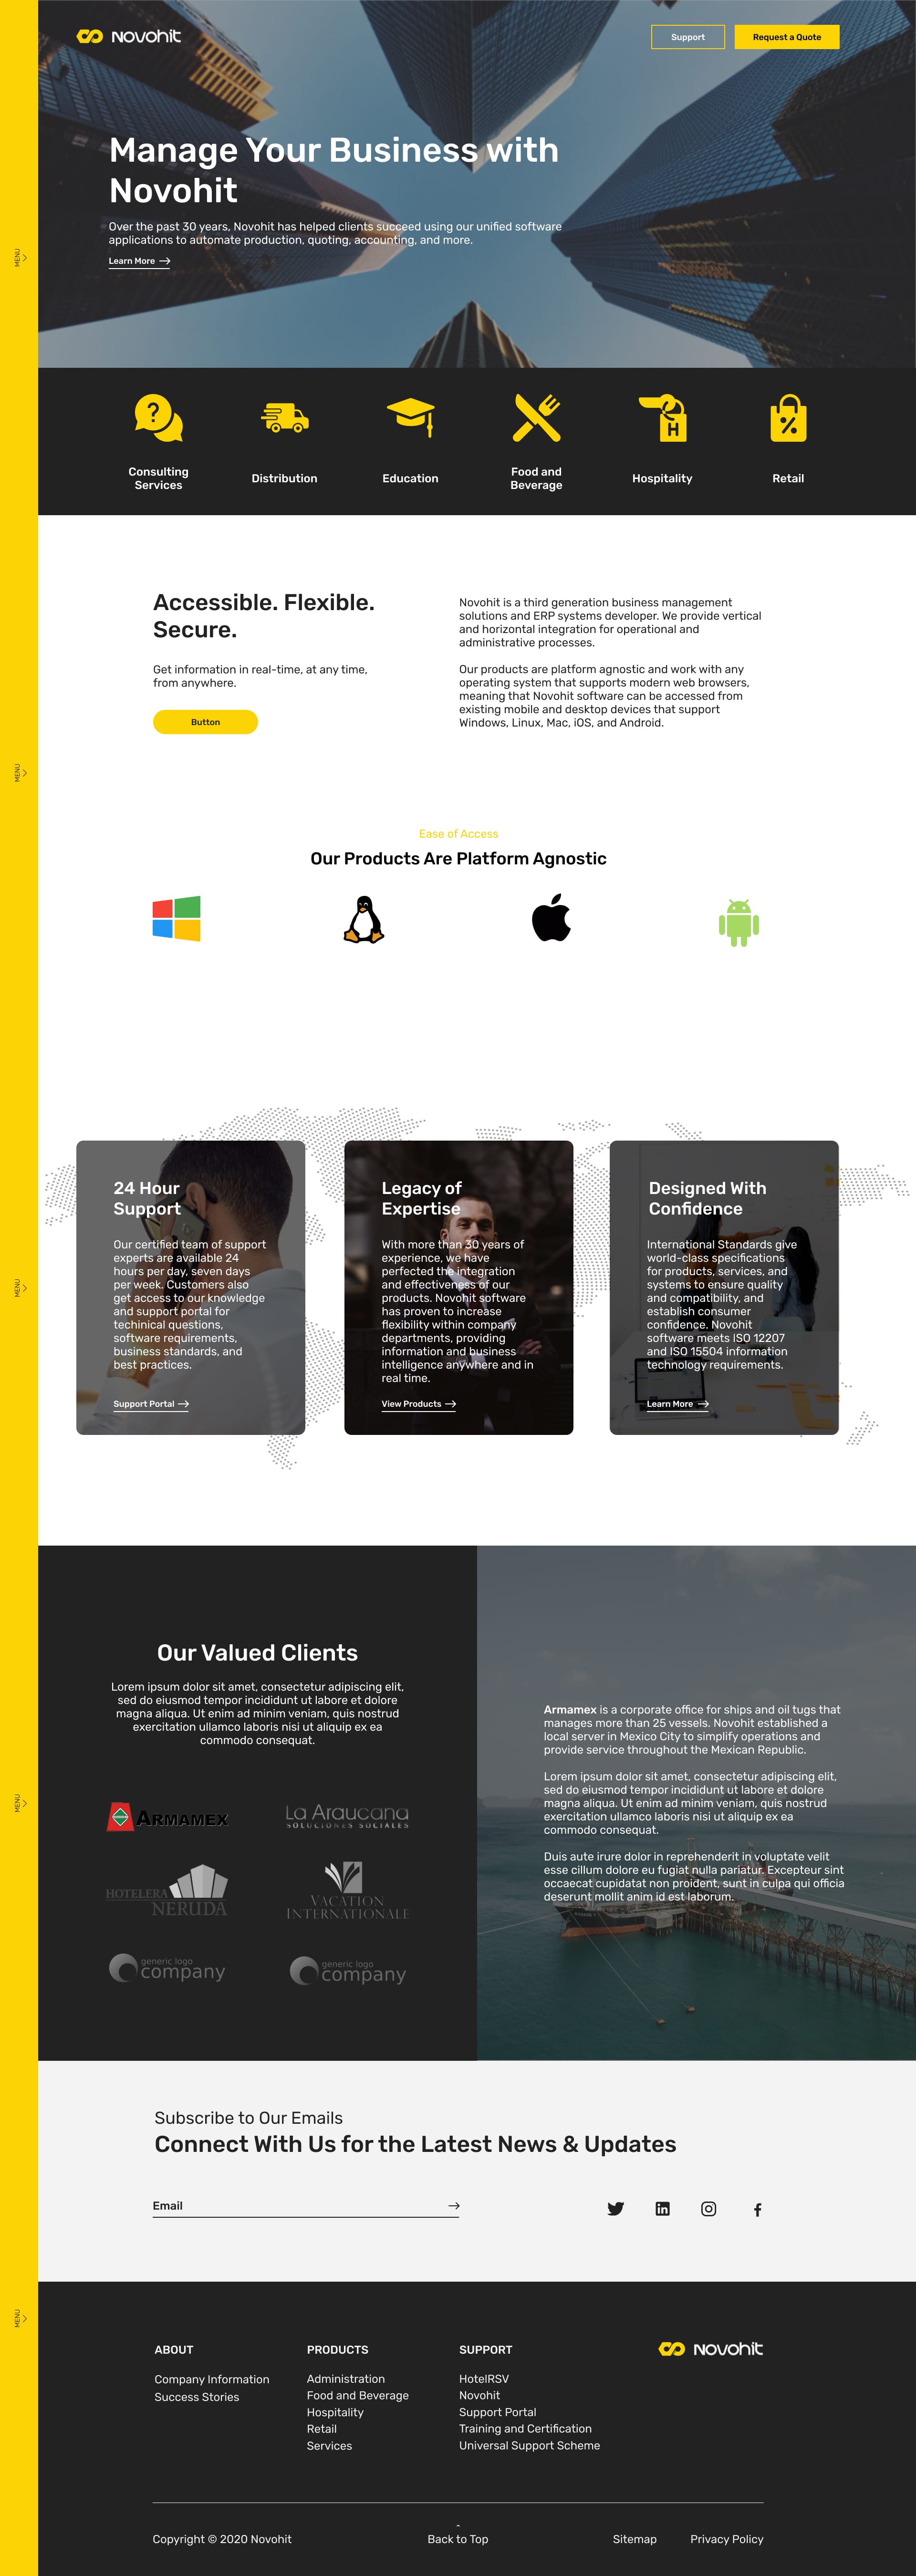 NOVOHIT
Support
Request a Quote
Manage Your Business with
Novohit
Over the past 30 years, Novohit has helped clients succeed using our unified software
applications to automate production, quoting, accounting, and more.
Learn More
MENU
?
H
%
Consulting
Services
Distribution
Education
Food and
Beverage
Hospitality
Retail
Accessible. Flexible.
Secure.
Get information in real-time, at any time,
from anywhere.
Button
Novohit is a third generation business management
solutions and ERP systems developer. We provide vertical
and horizontal integration for operational and
administrative processes.
Our products are platform agnostic and work with any
operating system that supports modern web browsers,
meaning that Novohit software can be accessed from
existing mobile and desktop devices that support
Windows, Linux, Mac, iOS, and Android.
MENU
Ease of Access
Our Products Are Platform Agnostic
24 Hour
Support
Our certified team of support
experts are available 24
hours per day, seven days
per week. Customers also
get access to our knowledge
and support portal for
techinical questions,
software requirements,
business standards, and
best practices.
Support Portal
Legacy of
Expertise
With more than 30 years of
experience, we have
perfected the integration
and effectiveness of our
products. Novohit software
has proven to increase
flexibility within company
departments, providing
information and business
intelligence anywhere and in
real time.
View Products
Designed With
Confidence
International Standards give
world-class specifications
for products, services, and
systems to ensure quality
and compatibility, and
establish consumer
confidence. Novohit
software meets ISO 12207
and ISO 15504 information
technology requirements.
Learn More
MENU
Our Valued Clients
Lorem ipsum dolor sit amet, consectetur adipiscing elit,
sed do eiusmod tempor incididunt ut labore et dolore
magna aliqua. Ut enim ad minim veniam, quis nostrud
exercitation ullamco laboris nisi ut aliquip ex ea
commodo consequat.
ARMAMEX
La Araucana
SOLUCIONES SOCIALES
HOTELERA
NERUDA
VACATION
INTERNATIONALE
generic logo
company
generic logo
company
Armamex is a corporate office for ships and oil tugs that
manages more than 25 vessels. Novohit established a
local server in Mexico City to simplify operations and
provide service throughout the Mexican Republic.
Lorem ipsum dolor sit amet, consectetur adipiscing elit,
sed do eiusmod tempor incididunt ut labore et dolore
magna aliqua. Ut enim ad minim veniam, quis nostrud
exercitation ullamco laboris nisi ut aliquip ex ea
commodo consequat.
Duis aute irure dolor in reprehenderit in voluptate velit
esse cillum dolore eu fugiat nulla pariatur. Excepteur sint
occaecat cupidatat non proident, sunt in culpa qui officia
deserunt mollit anim id est laborum.
MENU
Subscribe to Our Emails
Connect With Us for the Latest News & Updates
Email
MENU
ABOUT
Company Information
Success Stories
PRODUCTS
Administration
Food and Beverage
Hospitality
Retail
Services
SUPPORT
HotelRSV
Novohit
Support Portal
Training and Certification
Universal Support Scheme
NOVOHIT
Copyright © 2020 Novohit
Back to Top
Sitemap
Privacy Policy